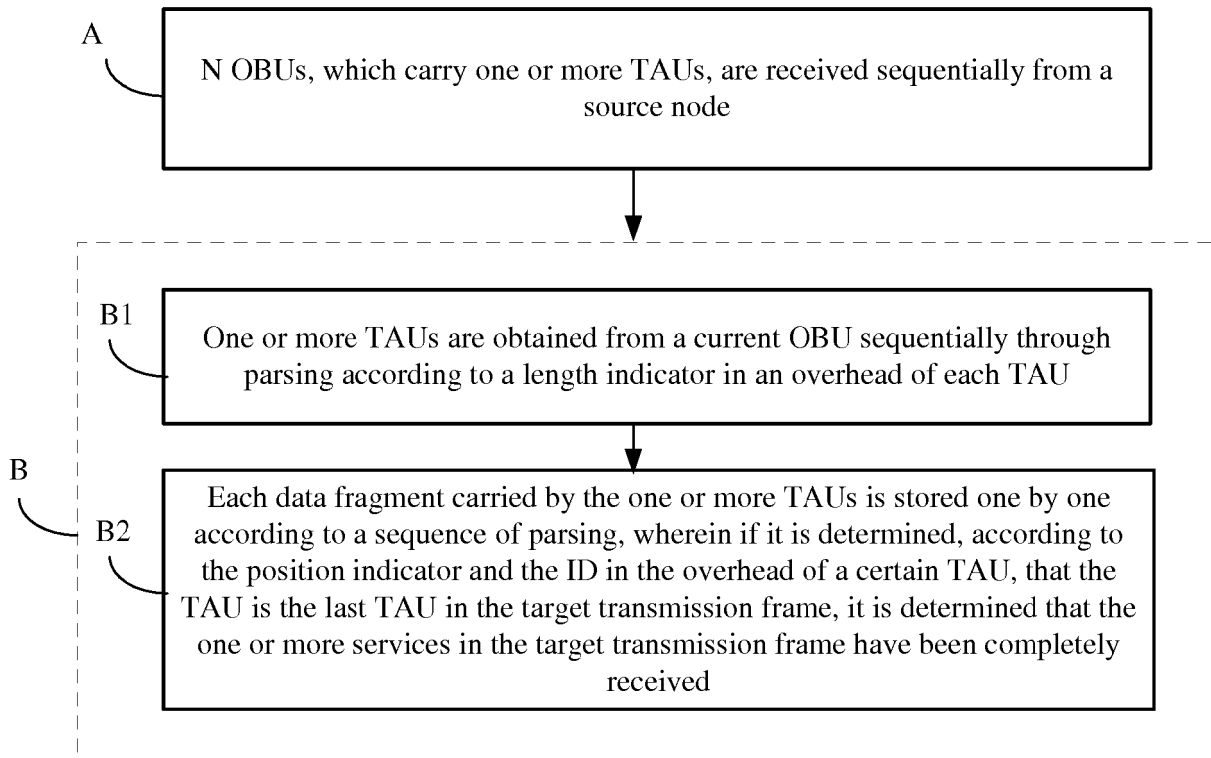 A
N OBUs, which carry one or more TAUs, are received sequentially from a
source node
B1
One or more TAUs are obtained from a current OBU sequentially through
parsing according to a length indicator in an overhead of each TAU
B
B2
Each data fragment carried by the one or more TAUs is stored one by one
according to a sequence of parsing, wherein if it is determined, according to
the position indicator and the ID in the overhead of a certain TAU, that the
TAU is the last TAU in the target transmission frame, it is determined that the
one or more services in the target transmission frame have been completely
received